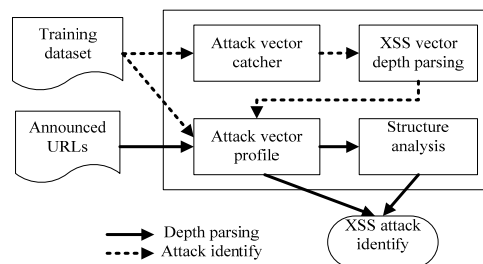 Training
dataset
Attack vector
catcher
XSS vector
depth parsing
Announced
URLs
Attack vector
profile
Structure
analysis
XSS attack
identify
Depth parsing
Attack identify